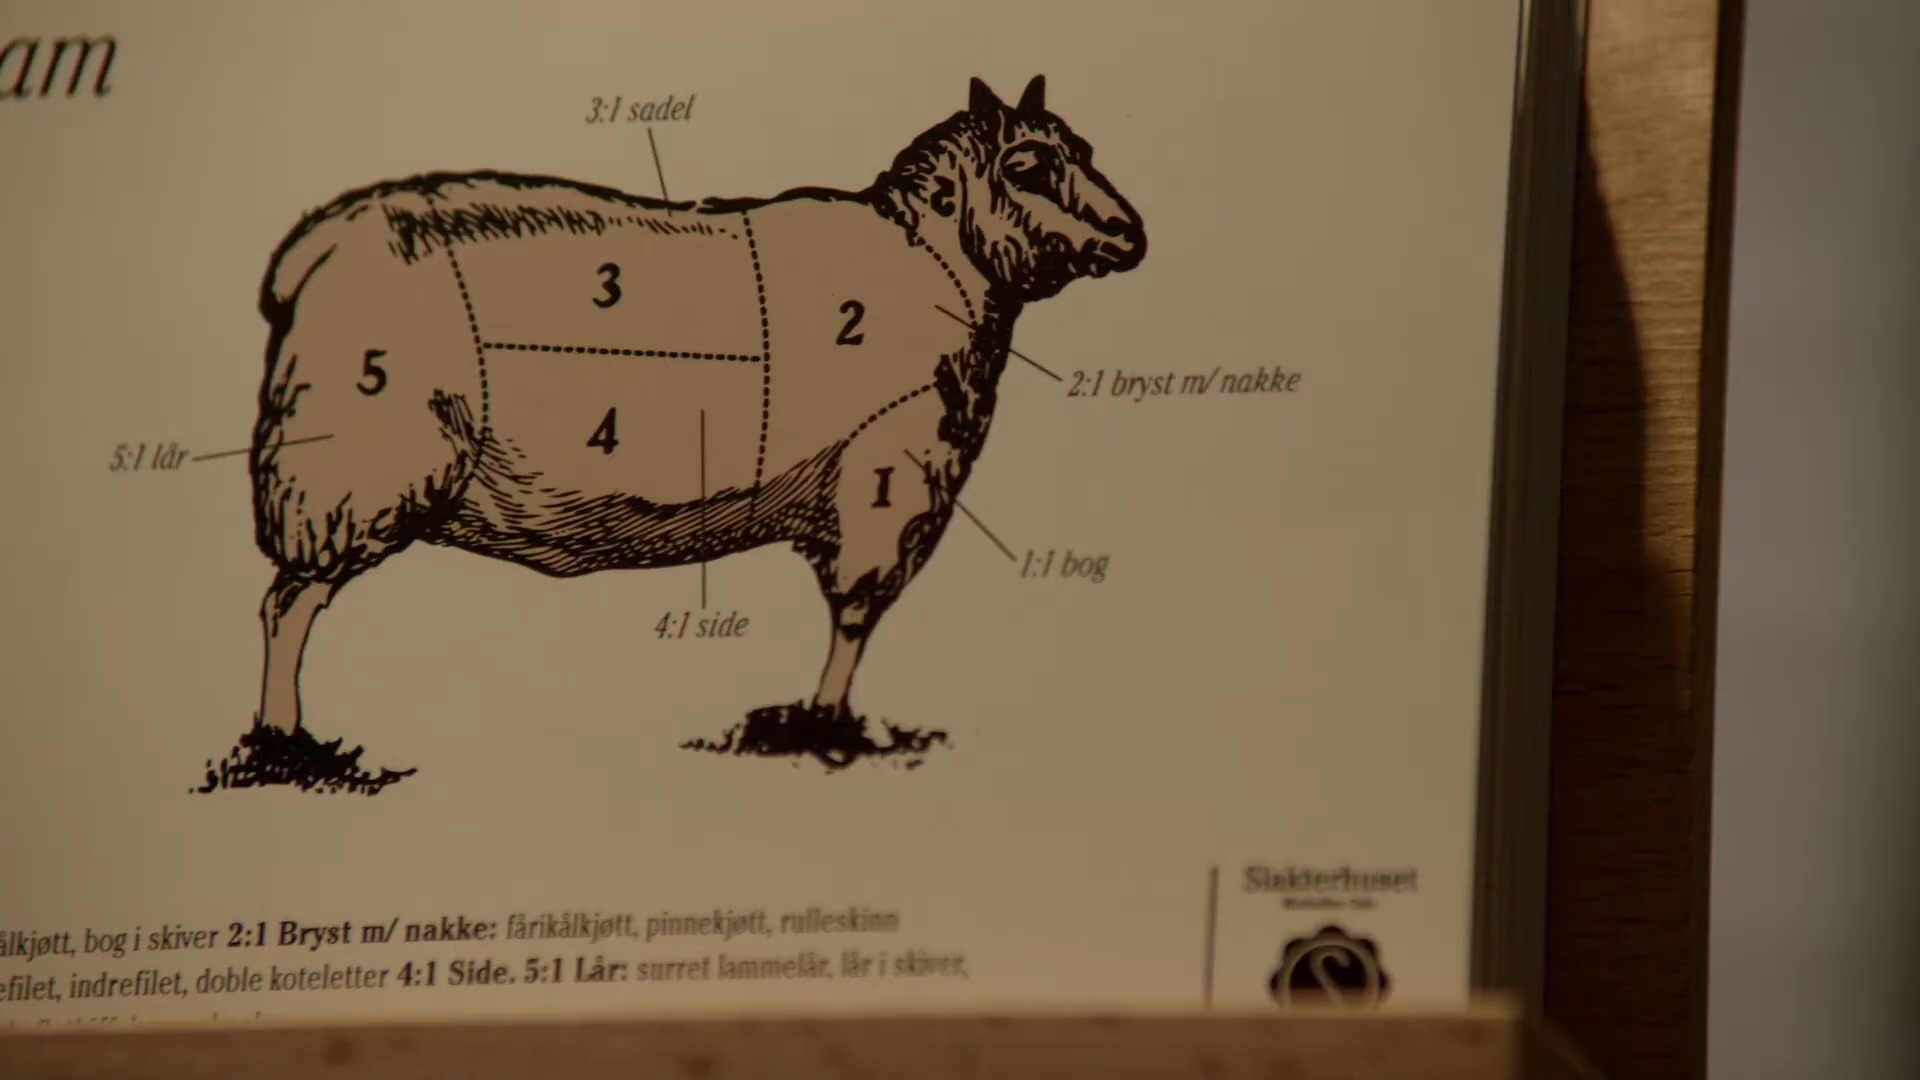 am
3:1 sadel
3
2
5
2:1 bryst m/ nakke
4
5:1 lår
1
1:1 bog
4:1 side
Slakterhuset
ålkjøtt, bog i skiver 2:1 Bryst m/ nakke: fårikålkjøtt, pinnekjøtt, rulleskinn
efilet, indrefilet, doble koteletter 4:1 Side. 5:1 Lår: surret lammelår, lår i skiver,
S